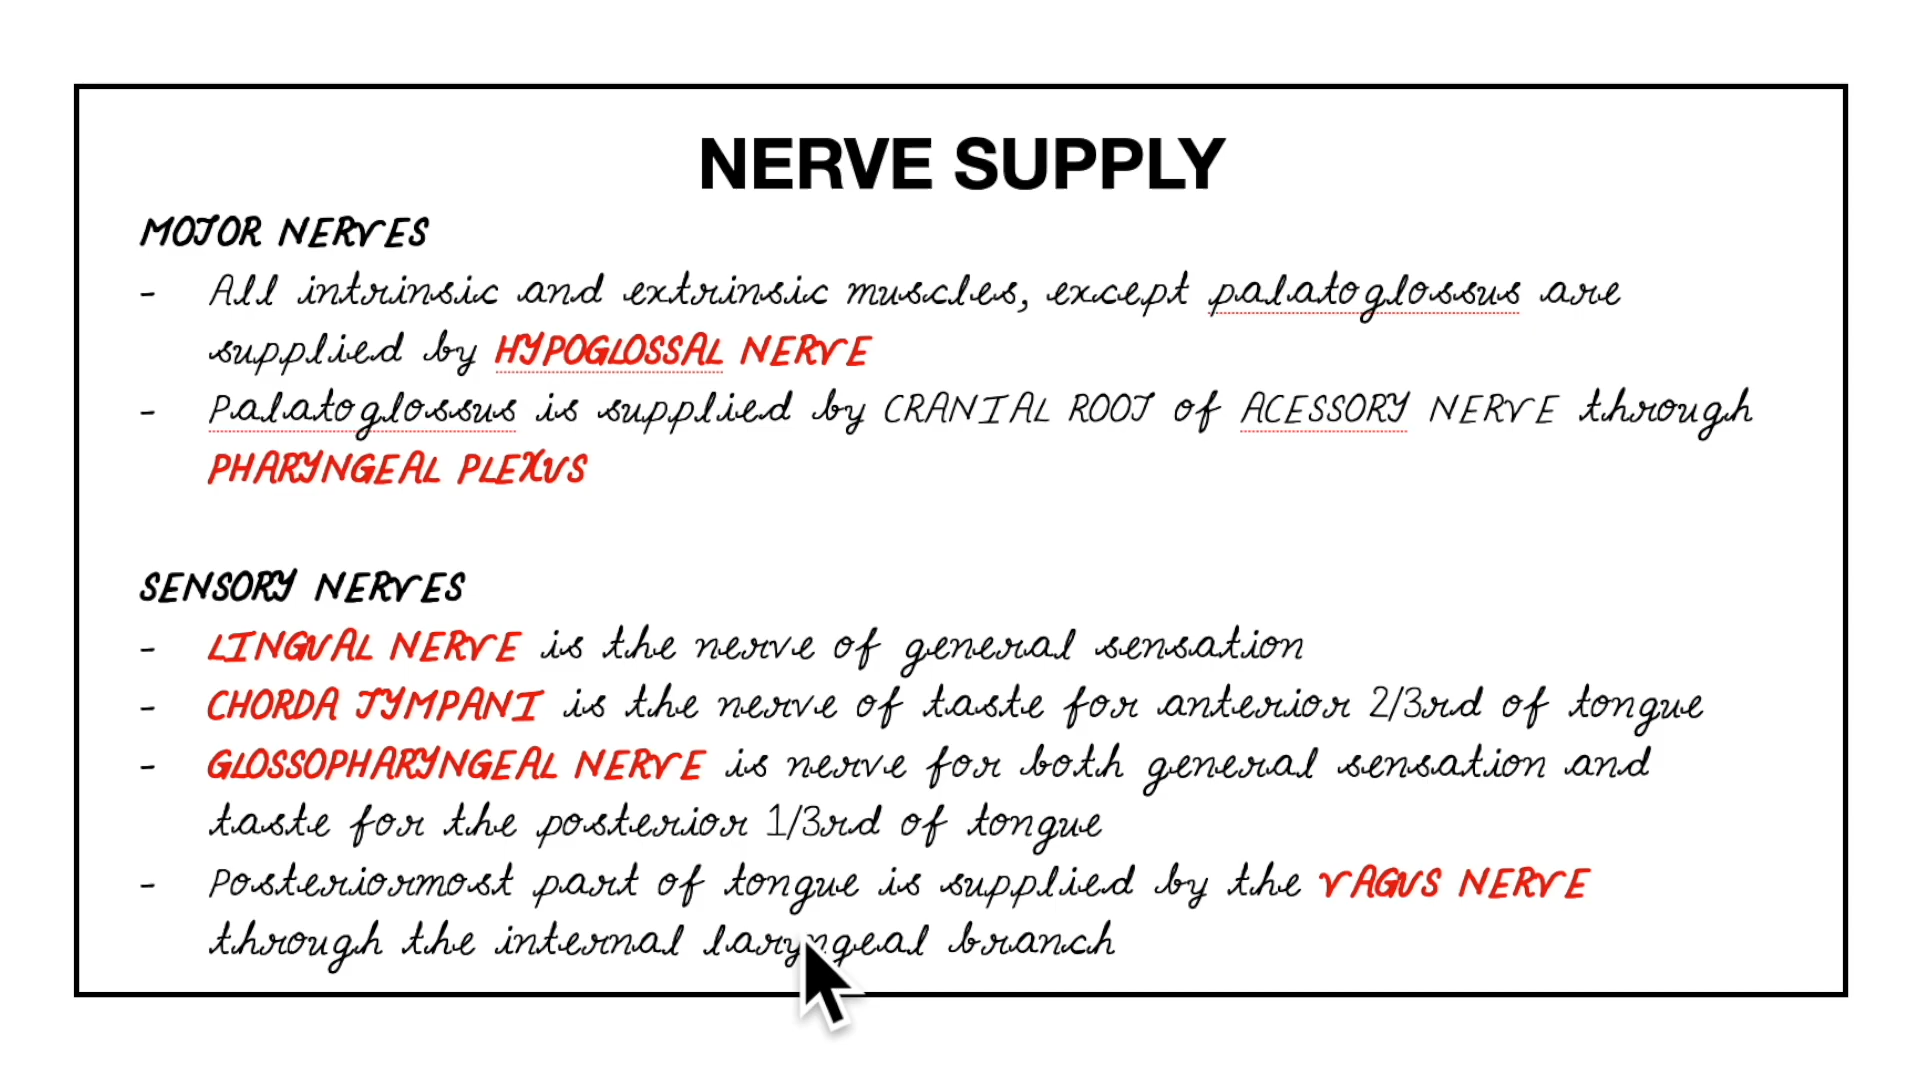 NERVE SUPPLY
MOTOR NERVES
- All intrinsic and extrinsic muscles, except palatoglossus are
supplied by HYPOGLOSSAL NERVE
- Palatoglossus is supplied by CRANIAL ROOT of ACESSORY NERVE through
PHARYNGEAL PLEXUS
SENSORY NERVES
- LINGUAL NERVE is the nerve of general sensation
- CHORDA TYMPANI is the nerve of taste for anterior 2/3rd of tongue
- GLOSSOPHARYNGEAL NERVE is nerve for both general sensation and
taste for the posterior 1/3rd of tongue
- Posteriormost part of tongue is supplied by the VAGUS NERVE
through the internal laryngeal branch